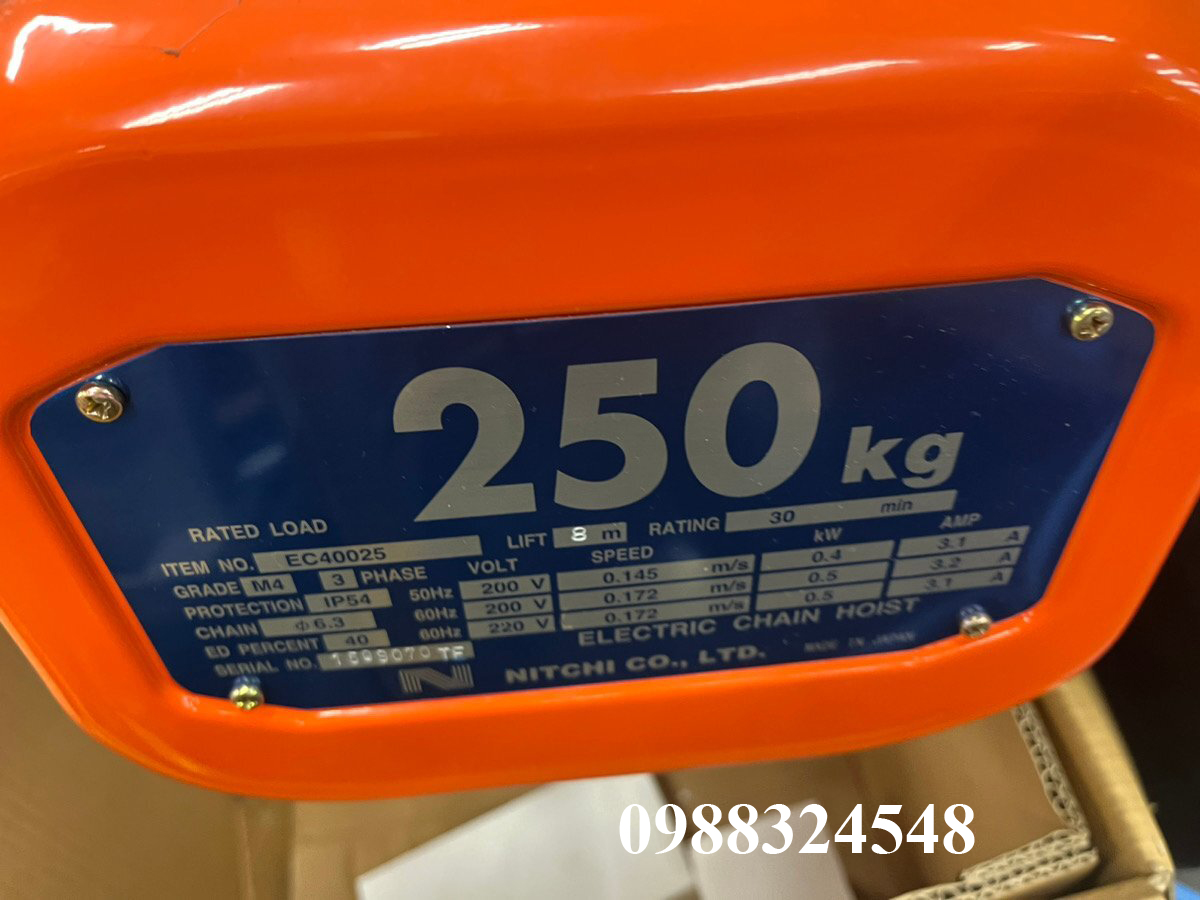 250 kg
RATED LOAD
LIFT 8 m RATING 30 min
ITEM NO. EC40025
GRADE M4 3 PHASE VOLT SPEED kW AMP
PROTECTION IP54 50Hz 200 V 0.145 m/s 0.4 3.1 A
CHAIN Φ6.3 60Hz 200 V 0.172 m/s 0.5 3.2 A
ED PERCENT 40 60Hz 220 V 0.172 m/s 0.5 3.1 A
SERIAL NO.
ELECTRIC CHAIN HOIST
N NITCHI CO., LTD. MADE IN JAPAN
0988324548